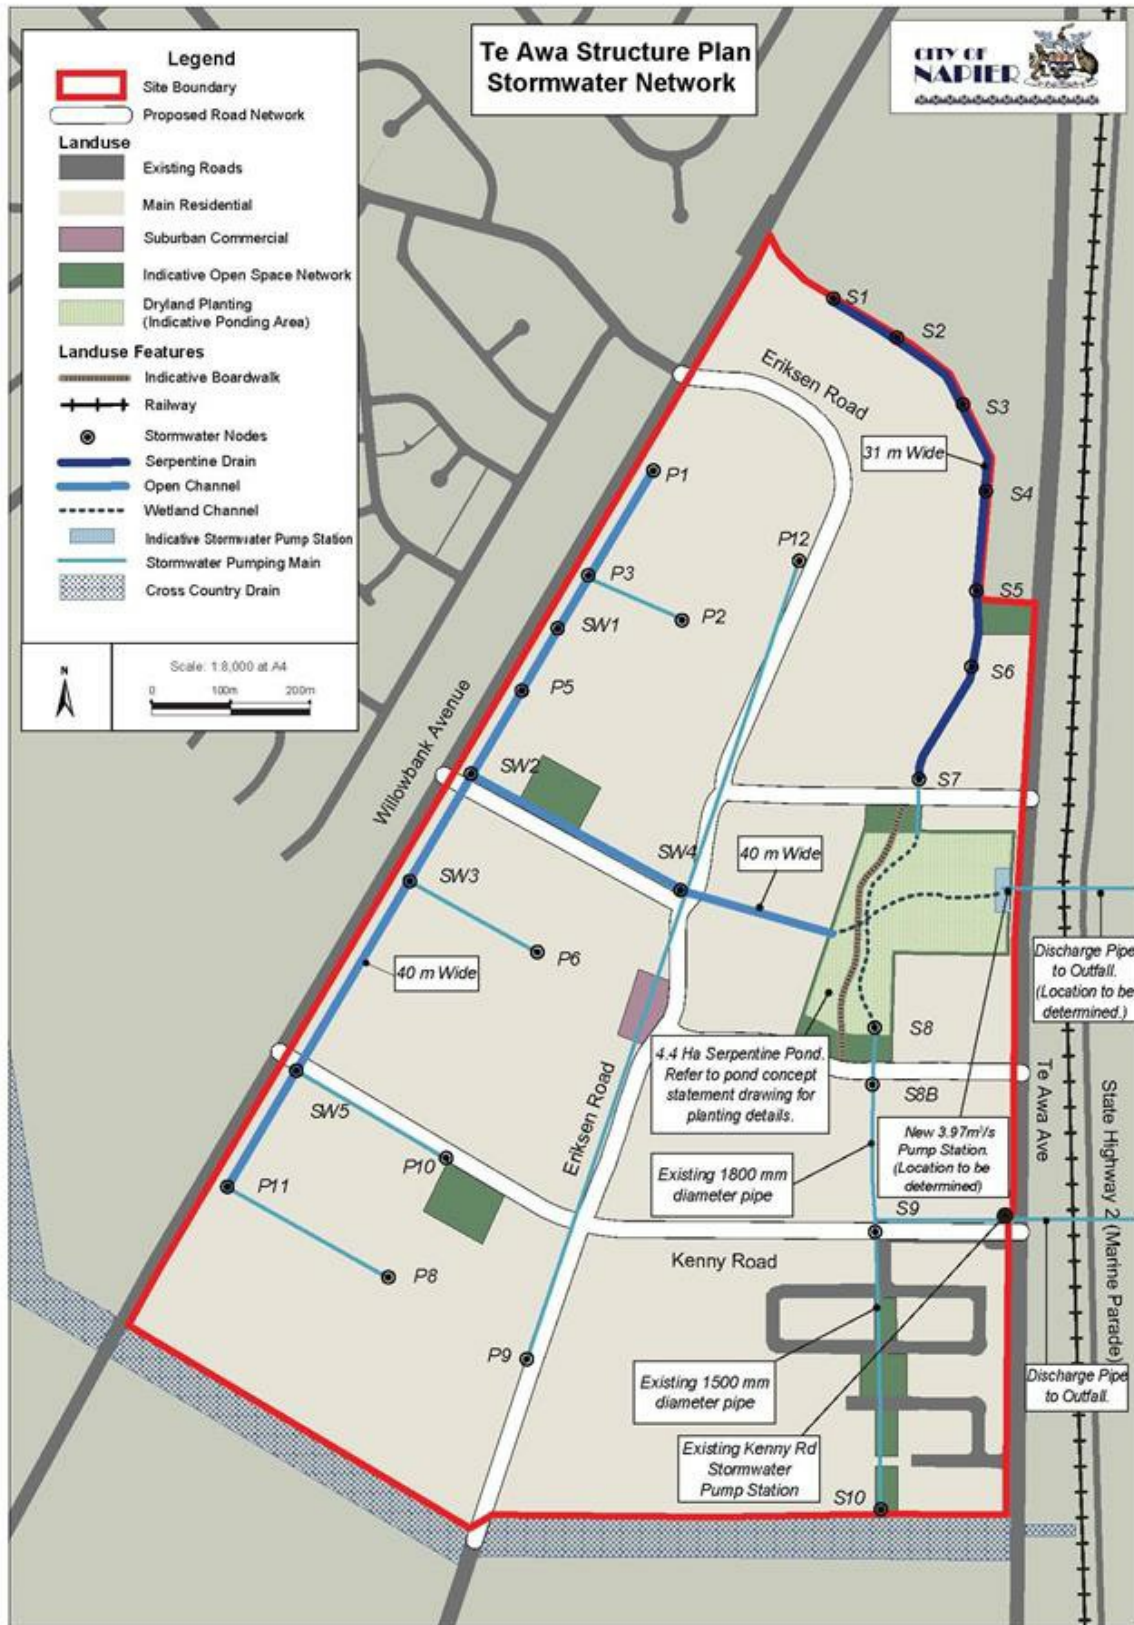 Te Awa Structure Plan
Stormwater Network
CITY OF
NAPIER
Legend
Site Boundary
Proposed Road Network
Landuse
Existing Roads
Main Residential
Suburban Commercial
Indicative Open Space Network
Dryland Planting
(Indicative Ponding Area)
Landuse Features
Indicative Boardwalk
Railway
Stormwater Nodes
Serpentine Drain
Open Channel
Wetland Channel
Indicative Stormwater Pump Station
Stormwater Pumping Main
Cross Country Drain
N
Scale: 1:8,000 at A4
0 100m 200m
S1
S2
Eriksen Road
S3
31 m Wide
P1
S4
P12
P3
S5
P2
SW1
S6
P5
Willowbank Avenue
SW2
S7
SW4
40 m Wide
SW3
P6
40 m Wide
Discharge Pipe
to Outfall.
(Location to be
determined.)
S8
4.4 Ha Serpentine Pond.
Refer to pond concept
statement drawing for
planting details.
Te Awa Ave
State Highway 2 (Marine Parade)
SW5
S8B
Eriksen Road
New 3.97m³/s
Pump Station.
(Location to be
determined)
P10
Existing 1800 mm
diameter pipe
P11
S9
Kenny Road
P8
P9
Existing 1500 mm
diameter pipe
Discharge Pipe
to Outfall.
Existing Kenny Rd
Stormwater
Pump Station
S10